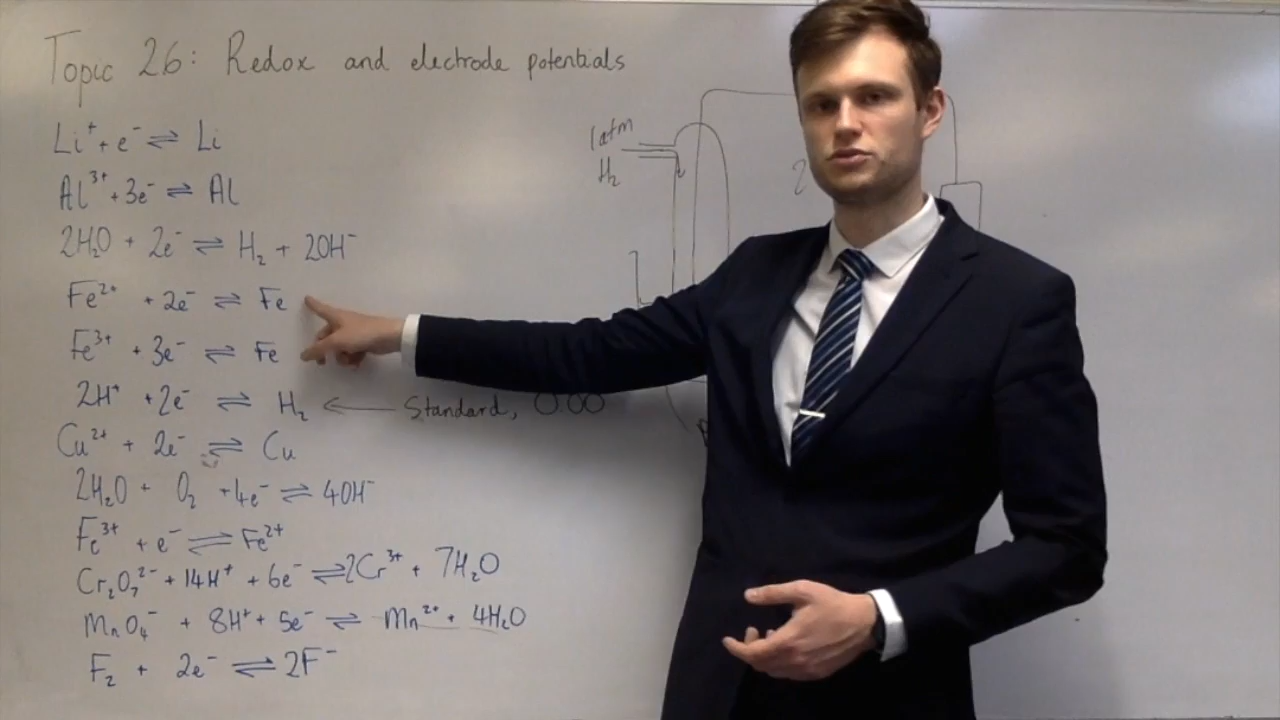 Topic 26: Redox and electrode potentials
Li⁺ + e⁻ ⇌ Li
Al³⁺ + 3e⁻ ⇌ Al
2H₂O + 2e⁻ ⇌ H₂ + 2OH⁻
Fe²⁺ + 2e⁻ ⇌ Fe
Fe³⁺ + 3e⁻ ⇌ Fe
2H⁺ + 2e⁻ ⇌ H₂ ← Standard, 0.00
Cu²⁺ + 2e⁻ ⇌ Cu
2H₂O + O₂ + 4e⁻ ⇌ 4OH⁻
Fe³⁺ + e⁻ ⇌ Fe²⁺
Cr₂O₇²⁻ + 14H⁺ + 6e⁻ ⇌ 2Cr³⁺ + 7H₂O
MnO₄⁻ + 8H⁺ + 5e⁻ ⇌ Mn²⁺ + 4H₂O
F₂ + 2e⁻ ⇌ 2F⁻
1atm
H₂